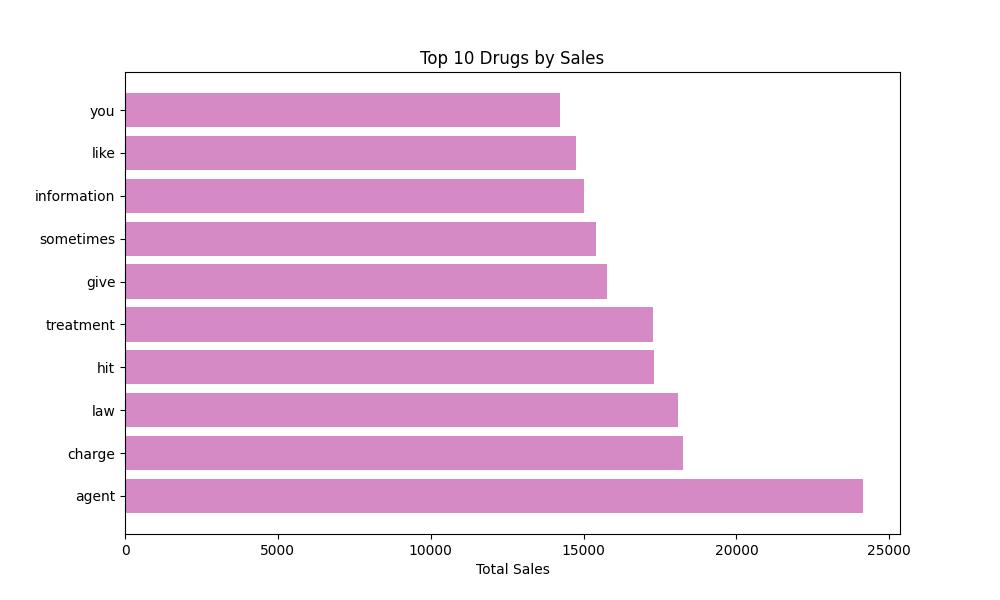 Top 10 Drugs by Sales
you
like
information
sometimes
give
treatment
hit
law
charge
agent
0 5000 10000 15000 20000 25000
Total Sales